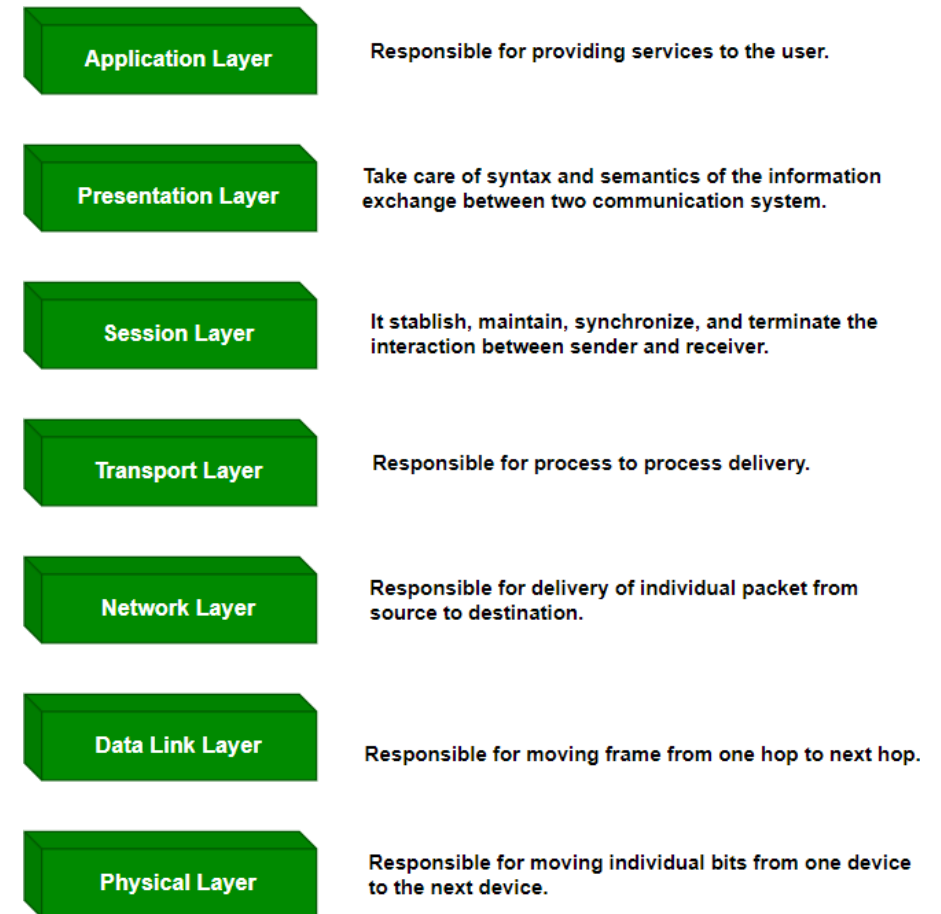 Application Layer
Responsible for providing services to the user.
Presentation Layer
Take care of syntax and semantics of the information
exchange between two communication system.
Session Layer
It stablish, maintain, synchronize, and terminate the
interaction between sender and receiver.
Transport Layer
Responsible for process to process delivery.
Network Layer
Responsible for delivery of individual packet from
source to destination.
Data Link Layer
Responsible for moving frame from one hop to next hop.
Physical Layer
Responsible for moving individual bits from one device
to the next device.